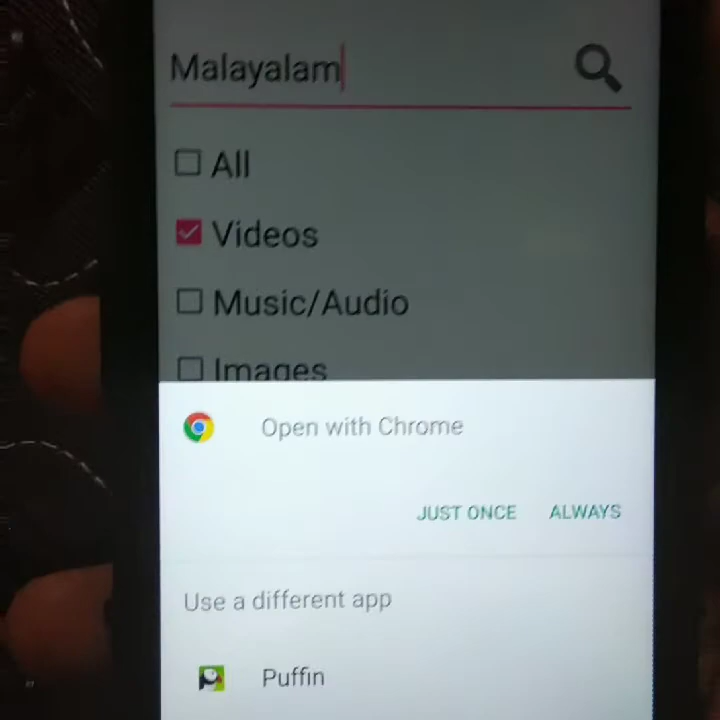 Malayalam
All
Videos
Music/Audio
Images
Open with Chrome
JUST ONCE ALWAYS
Use a different app
Puffin